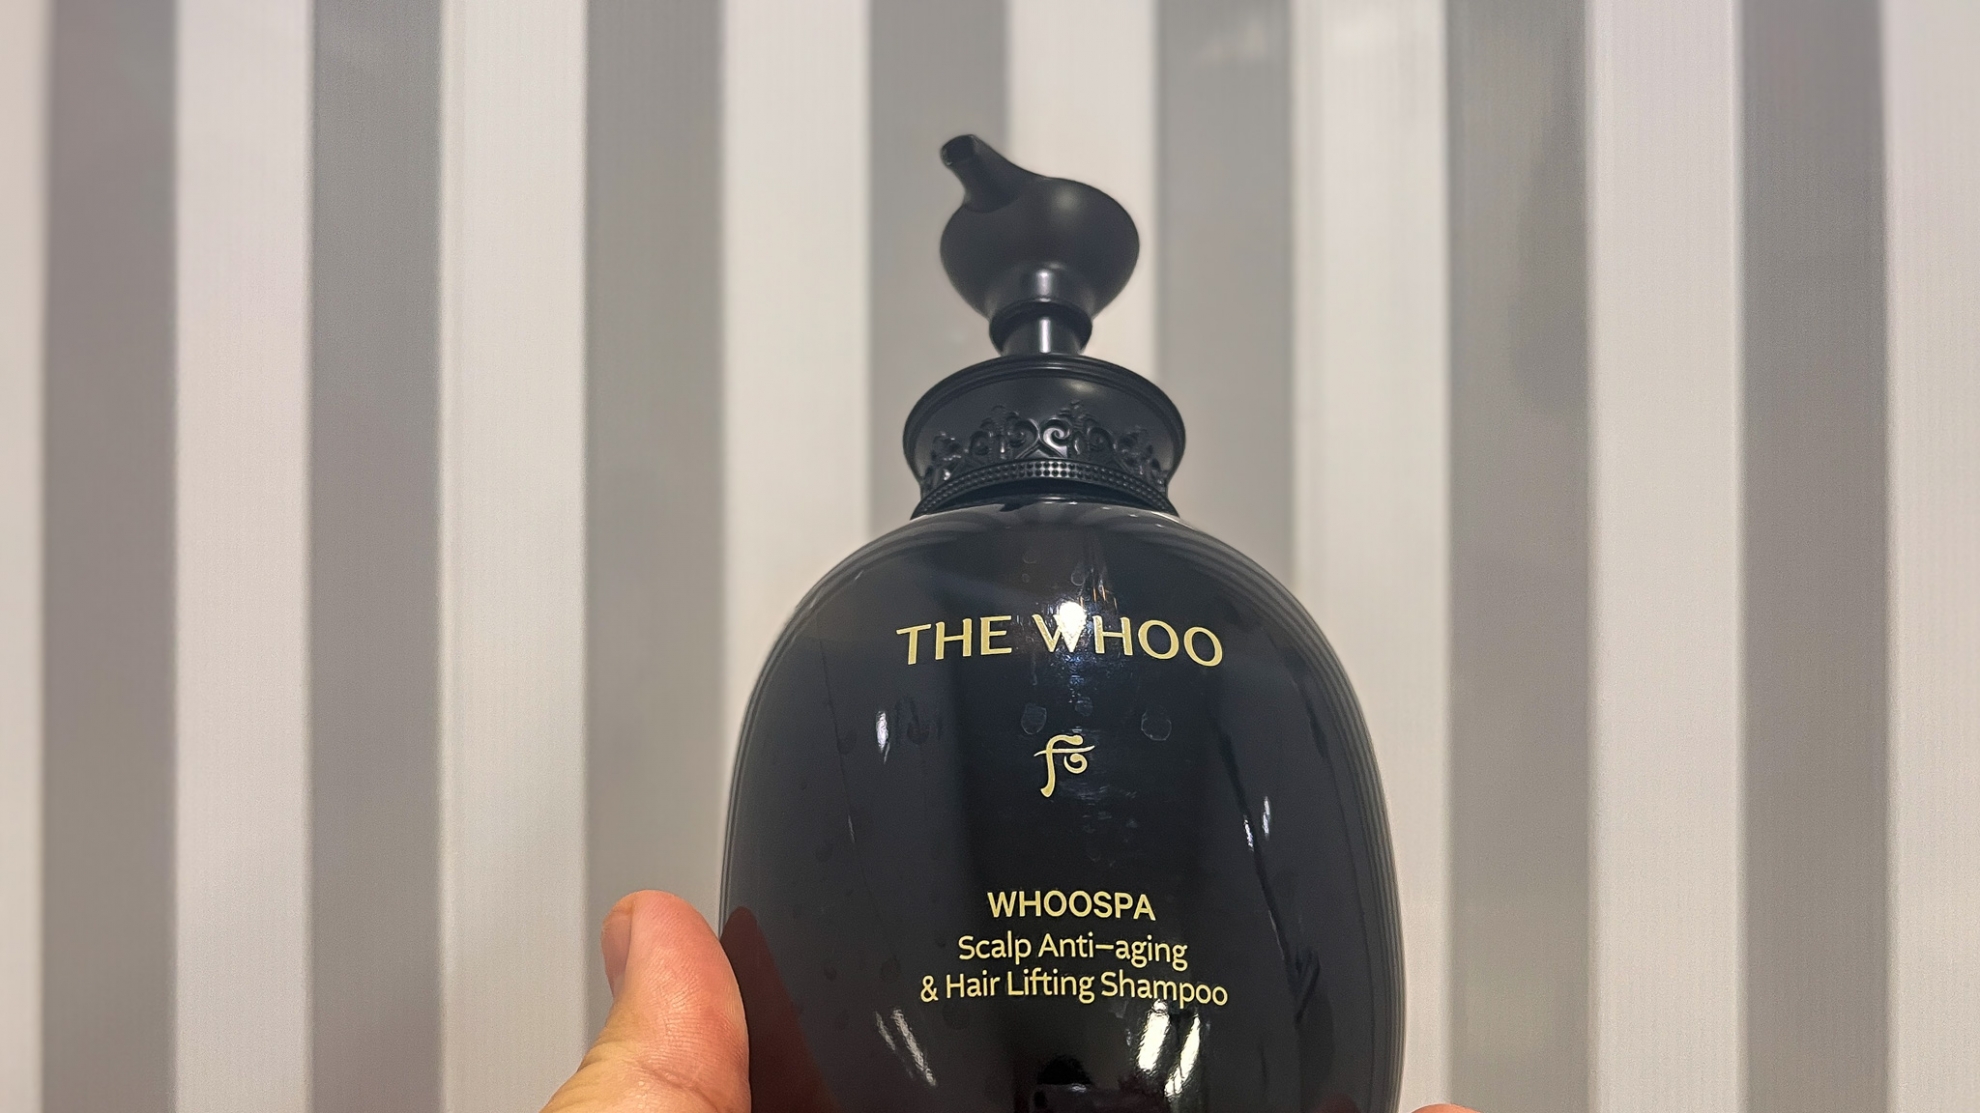 THE WHOO
WHOOSPA
Scalp Anti-aging
& Hair Lifting Shampoo